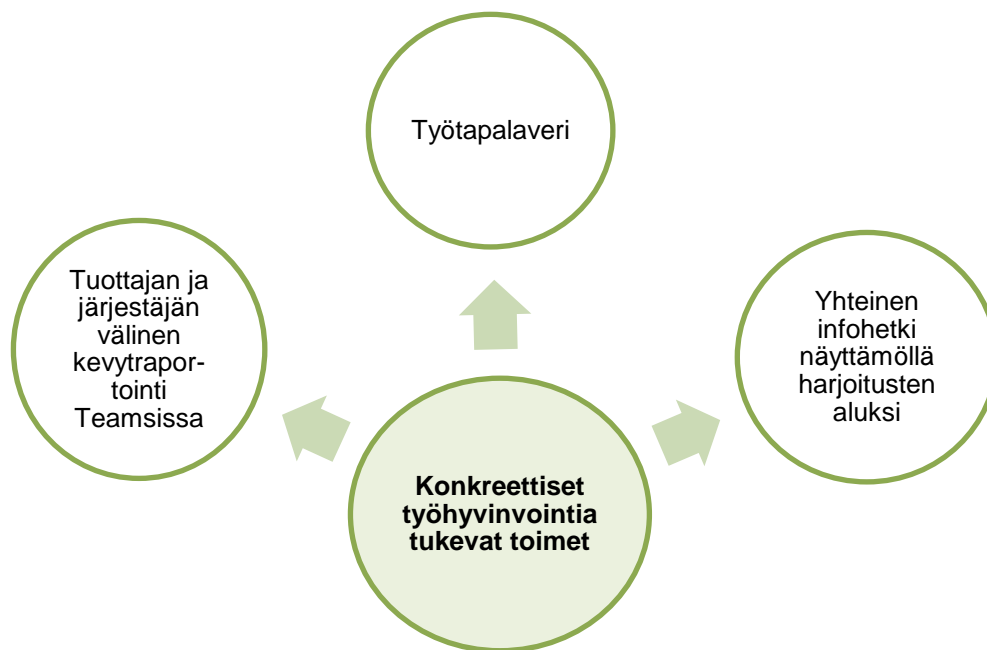 Työtapalaveri
Tuottajan ja
järjestäjän
välinen
kevytrapor-
tointi
Teamsissa
Yhteinen
infohetki
näyttämöllä
harjoitusten
aluksi
Konkreettiset
työhyvinvointia
tukevat toimet